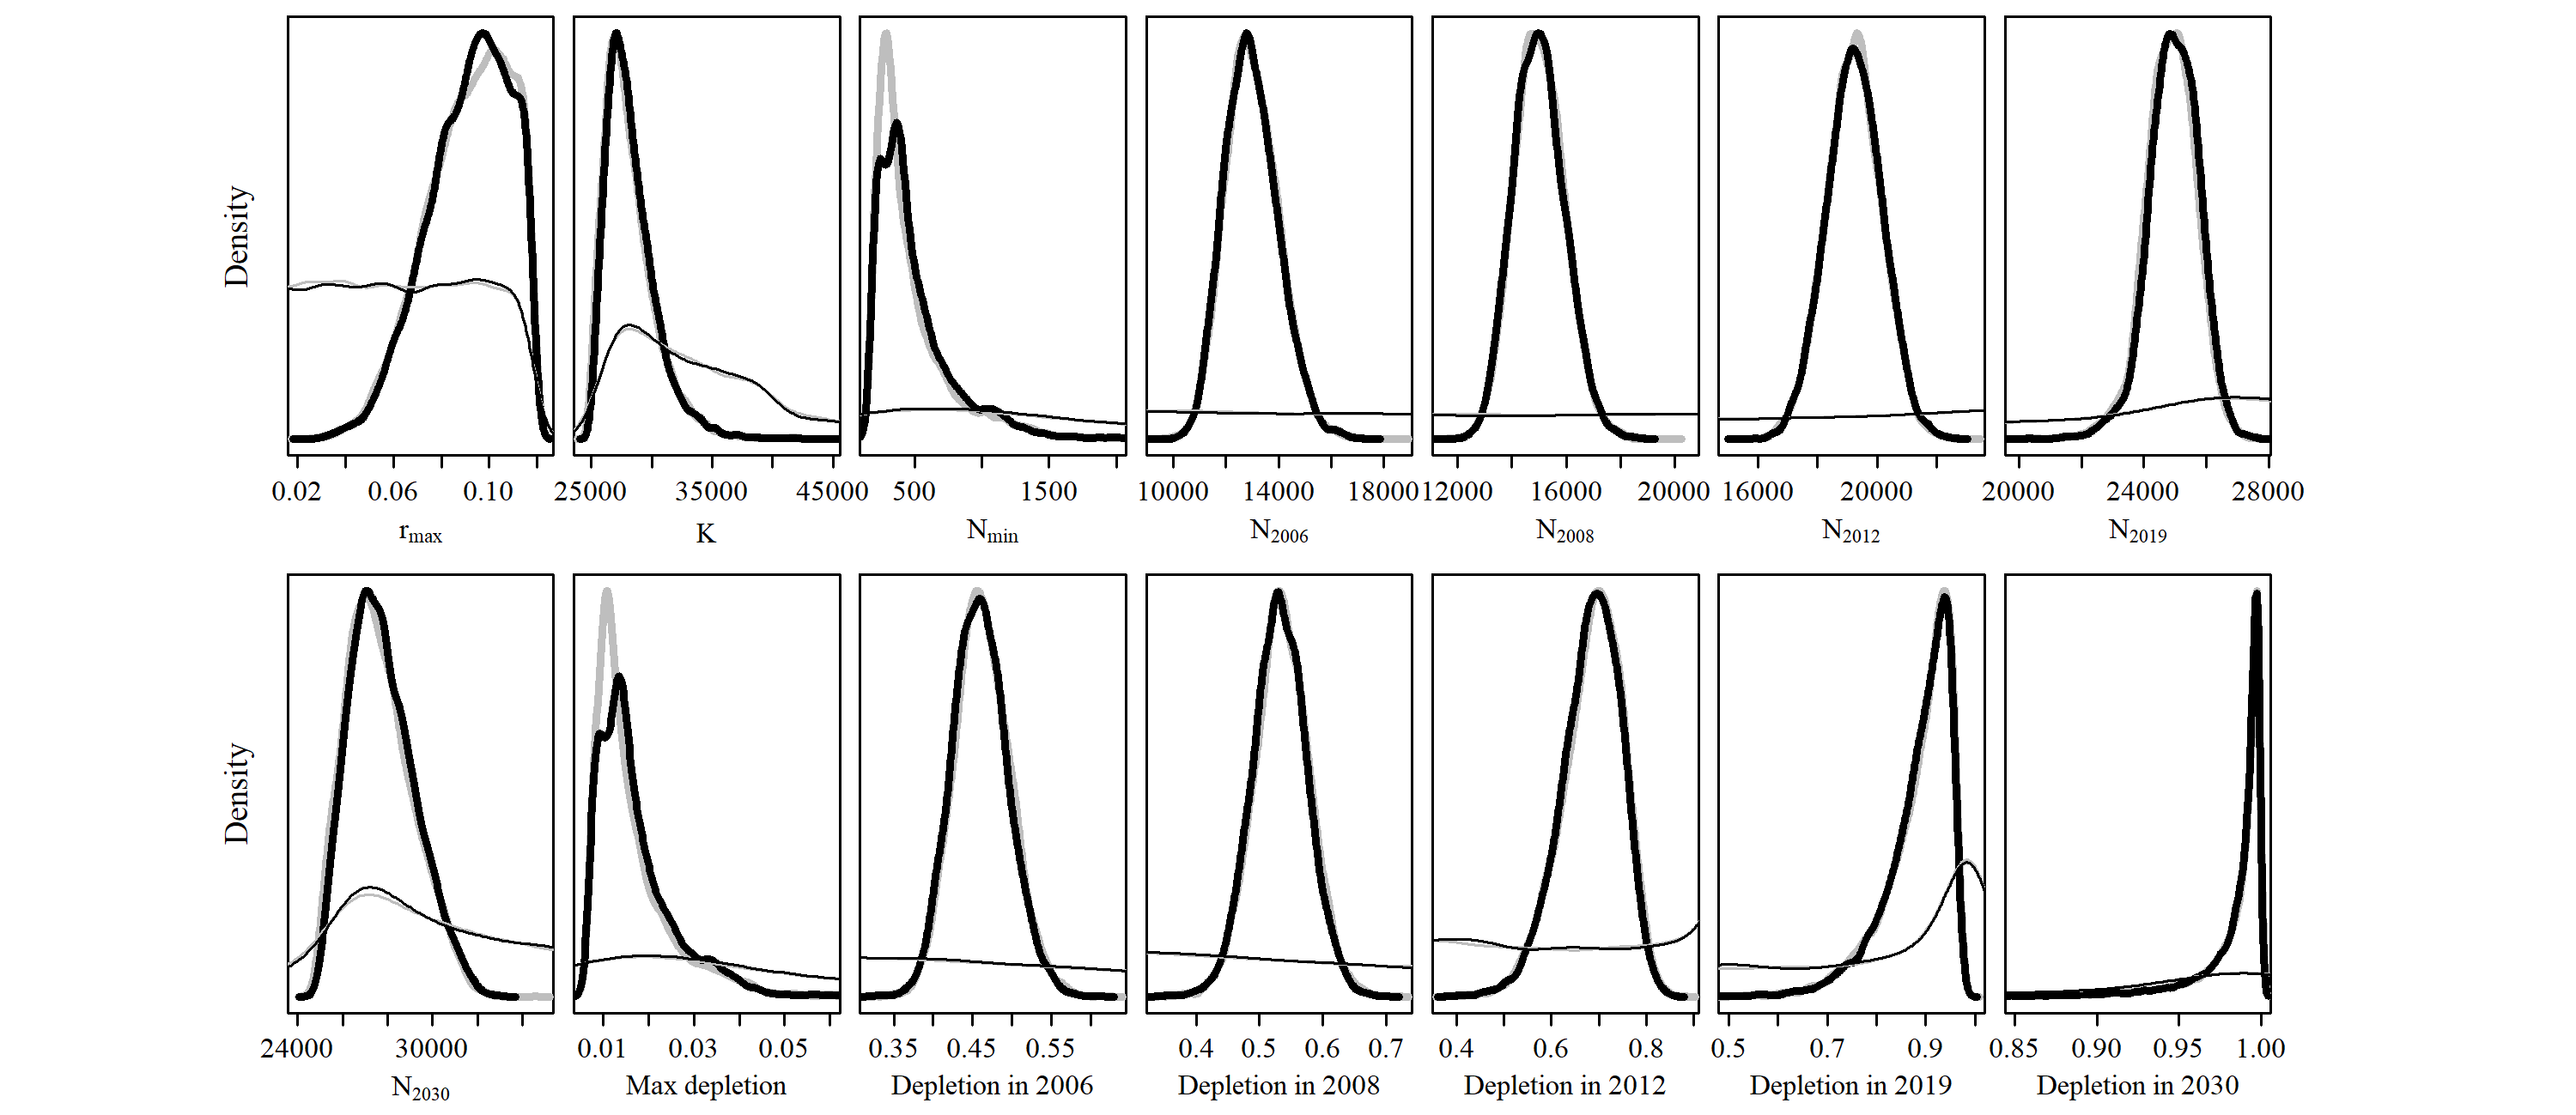 Density
0.02 0.06 0.10
r_max
25000 35000 45000
K
500 1500
N_min
10000 14000 18000
N_2006
12000 16000 20000
N_2008
16000 20000
N_2012
20000 24000 28000
N_2019
Density
24000 30000
N_2030
0.01 0.03 0.05
Max depletion
0.35 0.45 0.55
Depletion in 2006
0.4 0.5 0.6 0.7
Depletion in 2008
0.4 0.6 0.8
Depletion in 2012
0.5 0.7 0.9
Depletion in 2019
0.85 0.90 0.95 1.00
Depletion in 2030